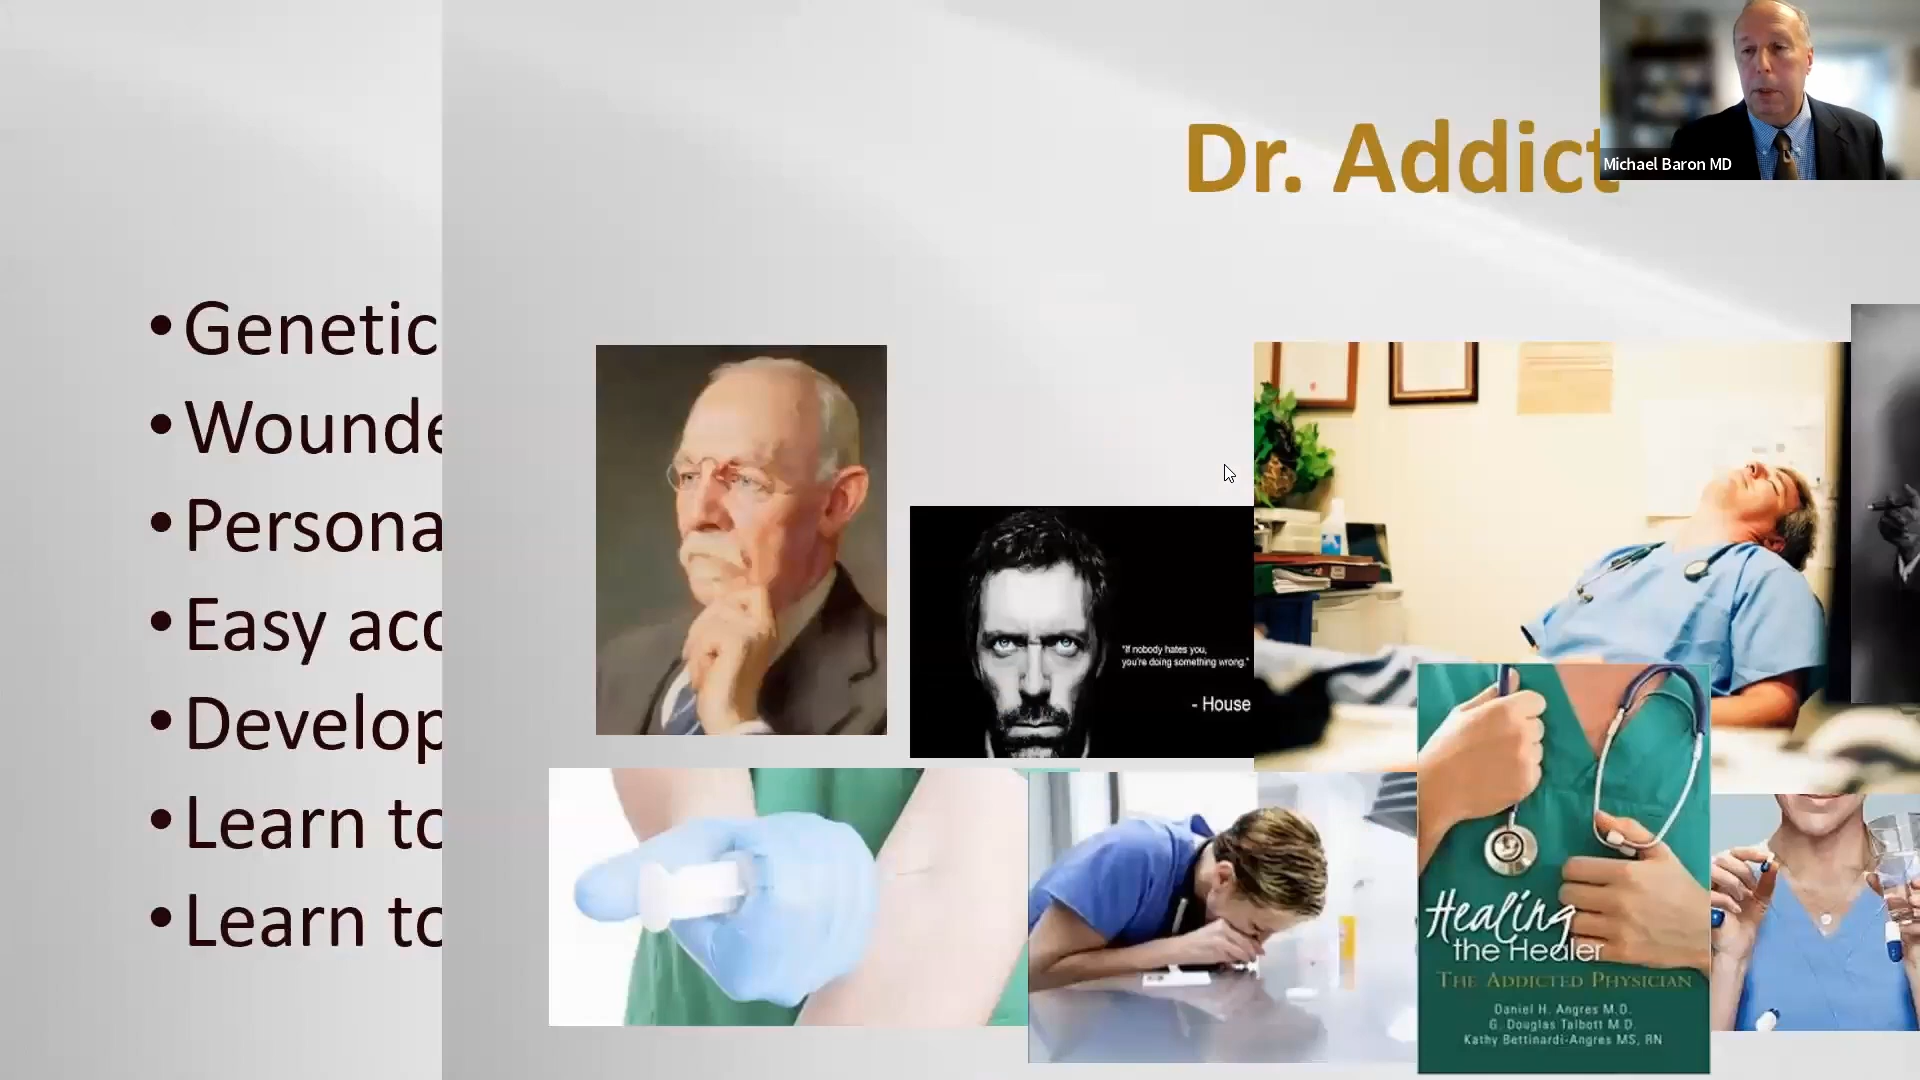 Dr. Addict
Michael Baron MD
•Genetic
•Wounde
•Persona
•Easy acc
•Develop
•Learn to
•Learn to
"If nobody hates you,
you're doing something wrong."
- House
Healing
the Healer
THE ADDICTED PHYSICIAN
Daniel H. Angres M.D.
G. Douglas Talbott M.D.
Kathy Bettinardi-Angres MS, RN